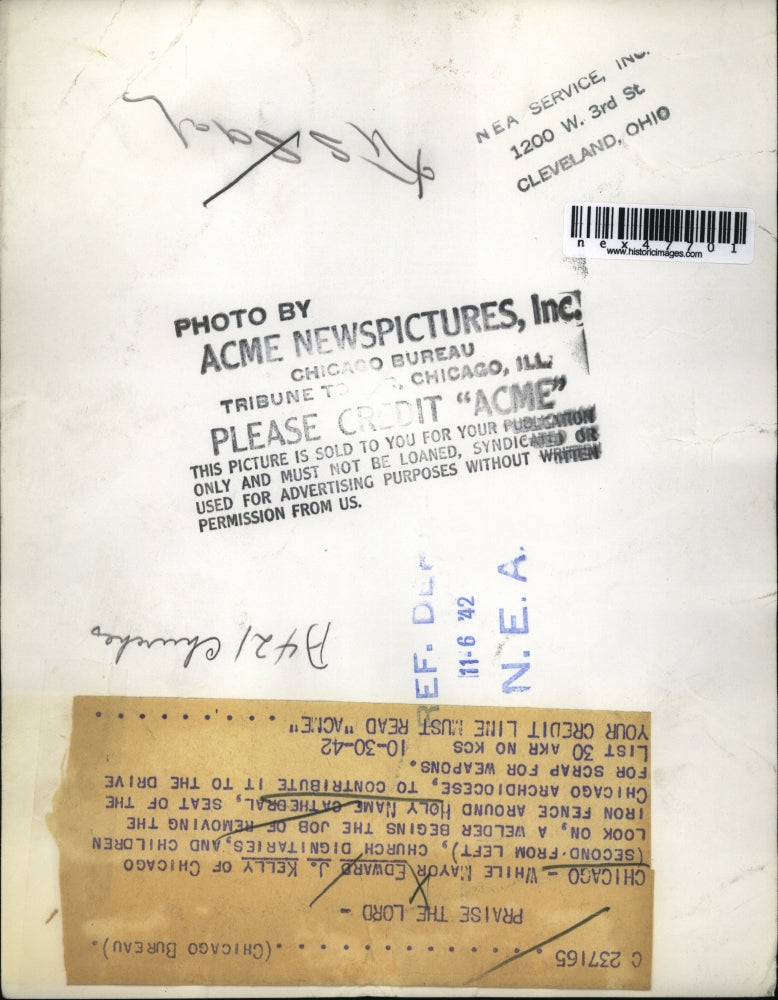 NEA SERVICE, INC.
1200 W. 3rd St
CLEVELAND, OHIO
nex47701
www.historicimages.com
PHOTO BY
ACME NEWSPICTURES, Inc.
CHICAGO BUREAU
TRIBUNE CHICAGO, ILL.
PLEASE CREDIT "ACME"
THIS PICTURE IS SOLD TO YOU FOR YOUR PUBLICATION
ONLY AND MUST NOT BE LOANED, SYNDICATED OR
USED FOR ADVERTISING PURPOSES WITHOUT WRITTEN
PERMISSION FROM US.
REF. DEP
11-6 '42
N.E.A.
A421 Churches
C 237165 . . . . . . . . . . . . . . . (CHICAGO BUREAU).
PRAISE THE LORD -
CHICAGO - WHILE MAYOR EDWARD J. KELLY OF CHICAGO
(SECOND FROM LEFT), CHURCH DIGNITARIES, AND CHILDREN
LOOK ON, A WELDER BEGINS THE JOB OF REMOVING THE
IRON FENCE AROUND HOLY NAME CATHEDRAL, SEAT OF THE
CHICAGO ARCHDIOCESE, TO CONTRIBUTE IT TO THE DRIVE
FOR SCRAP FOR WEAPONS.
LIST 30 AKR NO KCS 10-30-42
YOUR CREDIT LINE MUST READ "ACME" . . . . . . . . . . . .